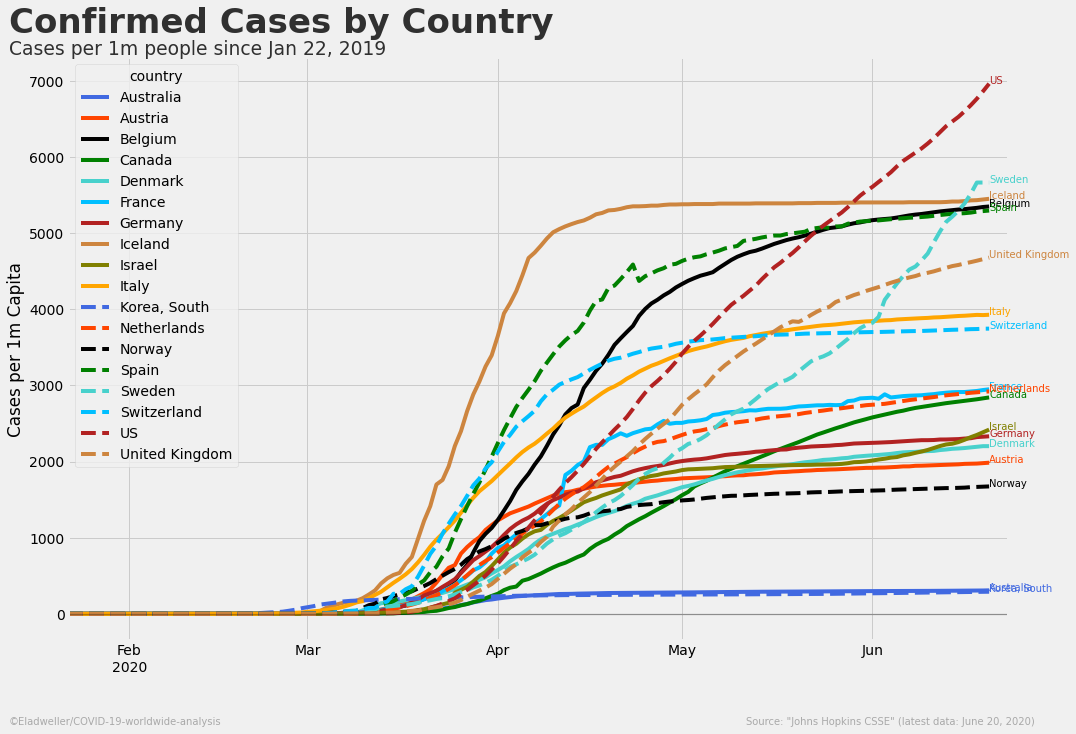 Confirmed Cases by Country
Cases per 1m people since Jan 22, 2019
Cases per 1m Capita
7000
6000
5000
4000
3000
2000
1000
0
country
Australia
Austria
Belgium
Canada
Denmark
France
Germany
Iceland
Israel
Italy
Korea, South
Netherlands
Norway
Spain
Sweden
Switzerland
US
United Kingdom
US
Sweden
Iceland
Belgium
Spain
United Kingdom
Italy
Switzerland
France
Netherlands
Canada
Israel
Germany
Denmark
Austria
Norway
Australia
Korea, South
Feb Mar Apr May Jun
2020
©Eladweller/COVID-19-worldwide-analysis
Source: "Johns Hopkins CSSE" (latest data: June 20, 2020)